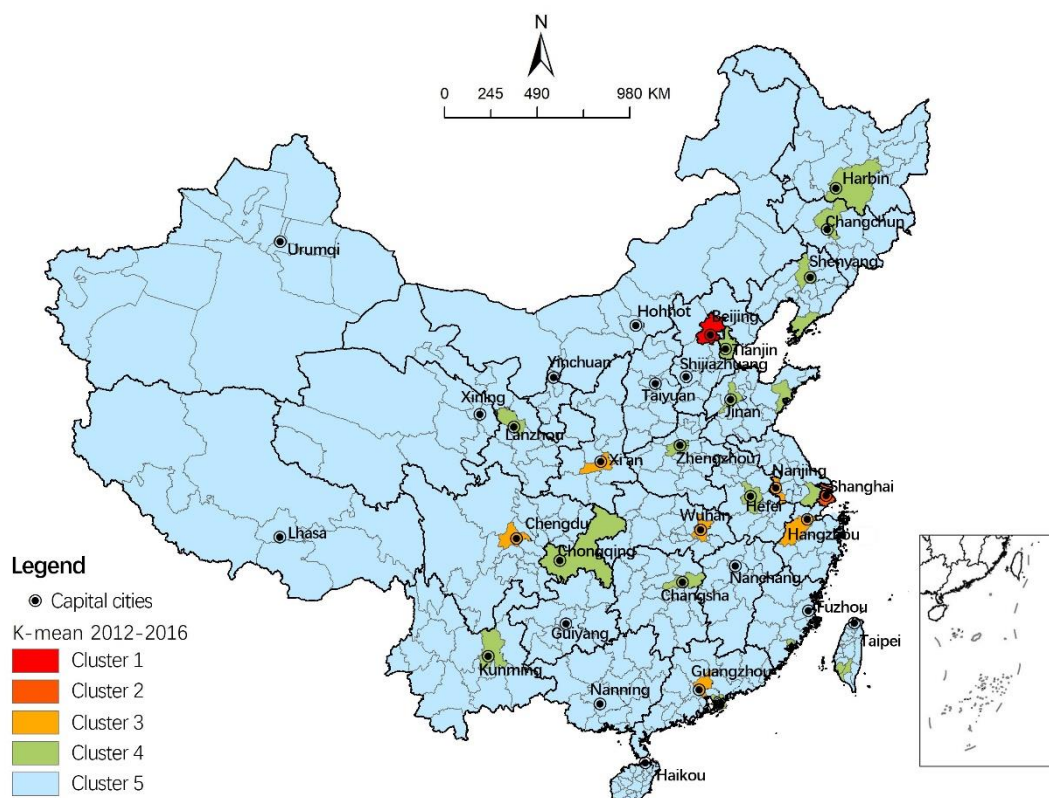 N
0 245 490 980 KM
Harbin
Changchun
Urumqi
Shenyang
Hohhot
Beijing
Tianjin
Yinchuan
Shijiazhuang
Taiyuan
Xining
Jinan
Lanzhou
Zhengzhou
Xi'an
Nanjing
Shanghai
Hefei
Wuhan
Chengdu
Lhasa
Hangzhou
Chongqing
Nanchang
Changsha
Fuzhou
Guiyang
Taipei
Kunming
Guangzhou
Nanning
Haikou
Legend
Capital cities
K-mean 2012-2016
Cluster 1
Cluster 2
Cluster 3
Cluster 4
Cluster 5